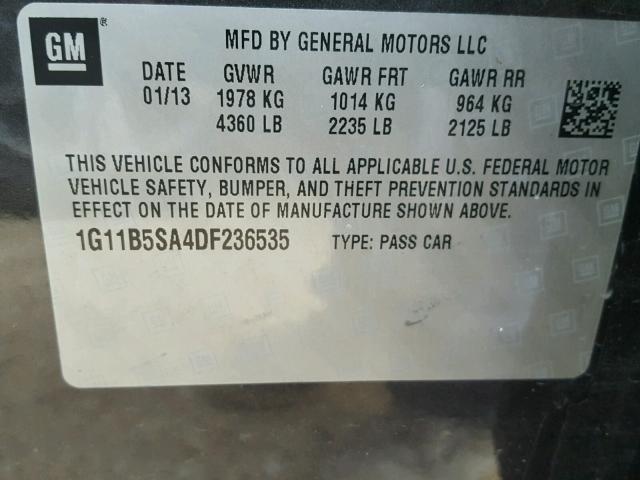 GM ®
MFD BY GENERAL MOTORS LLC
DATE GVWR GAWR FRT GAWR RR
01/13 1978 KG 1014 KG 964 KG
4360 LB 2235 LB 2125 LB
THIS VEHICLE CONFORMS TO ALL APPLICABLE U.S. FEDERAL MOTOR
VEHICLE SAFETY, BUMPER, AND THEFT PREVENTION STANDARDS IN
EFFECT ON THE DATE OF MANUFACTURE SHOWN ABOVE.
1G11B5SA4DF236535 TYPE: PASS CAR